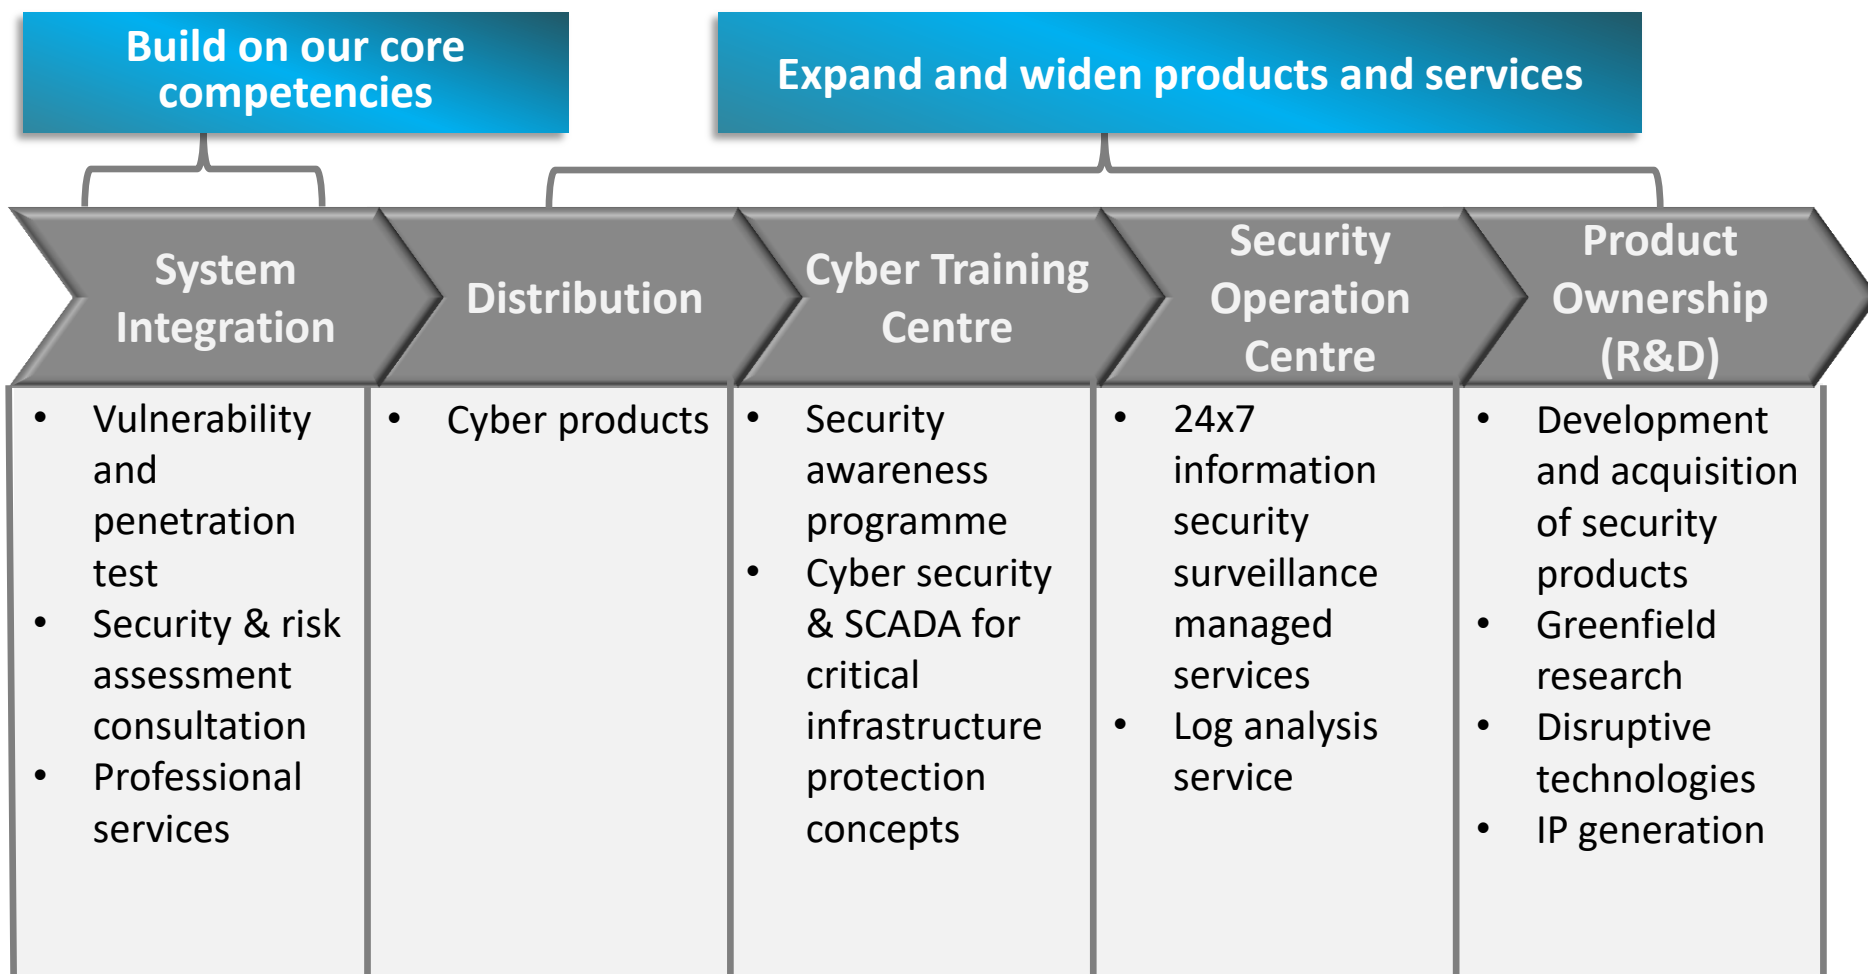 Build on our core
competencies
Expand and widen products and services
System
Integration
Distribution
Cyber Training
Centre
Security
Operation
Centre
Product
Ownership
(R&D)
• Vulnerability
and
penetration
test
• Security & risk
assessment
consultation
• Professional
services
• Cyber products
• Security
awareness
programme
• Cyber security
& SCADA for
critical
infrastructure
protection
concepts
• 24x7
information
security
surveillance
managed
services
• Log analysis
service
• Development
and acquisition
of security
products
• Greenfield
research
• Disruptive
technologies
• IP generation